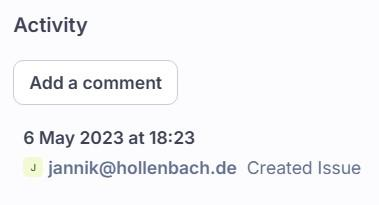 Activity
Add a comment
6 May 2023 at 18:23
J jannik@hollenbach.de Created Issue